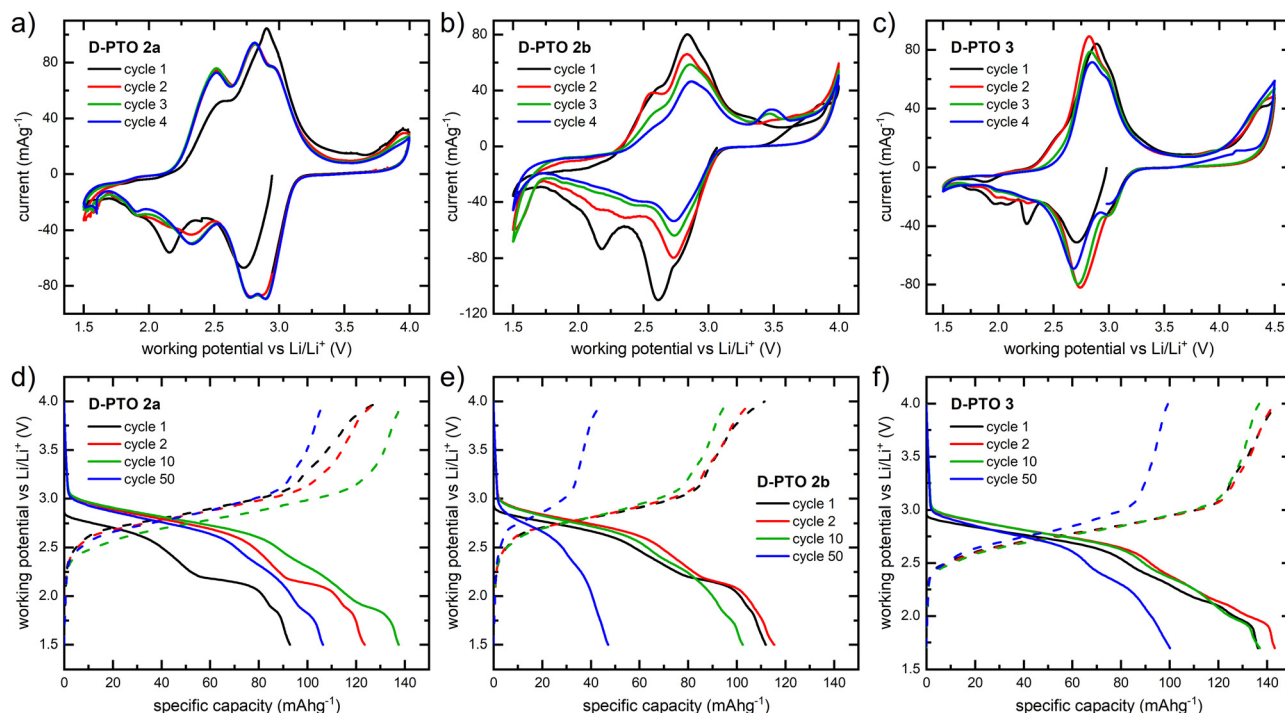 a)
D-PTO 2a
cycle 1
cycle 2
cycle 3
cycle 4
current (mAg⁻¹)
80
40
0
-40
-80
1.5 2.0 2.5 3.0 3.5 4.0
working potential vs Li/Li⁺ (V)
b)
D-PTO 2b
cycle 1
cycle 2
cycle 3
cycle 4
current (mAg⁻¹)
80
40
0
-40
-80
-120
1.5 2.0 2.5 3.0 3.5 4.0
working potential vs Li/Li⁺ (V)
c)
D-PTO 3
cycle 1
cycle 2
cycle 3
cycle 4
current (mAg⁻¹)
80
40
0
-40
-80
1.5 2.0 2.5 3.0 3.5 4.0 4.5
working potential vs Li/Li⁺ (V)
d)
D-PTO 2a
cycle 1
cycle 2
cycle 10
cycle 50
working potential vs Li/Li⁺ (V)
4.0
3.5
3.0
2.5
2.0
1.5
0 20 40 60 80 100 120 140
specific capacity (mAhg⁻¹)
e)
D-PTO 2b
cycle 1
cycle 2
cycle 10
cycle 50
working potential vs Li/Li⁺ (V)
4.0
3.5
3.0
2.5
2.0
1.5
0 20 40 60 80 100 120 140
specific capacity (mAhg⁻¹)
f)
D-PTO 3
cycle 1
cycle 2
cycle 10
cycle 50
working potential vs Li/Li⁺ (V)
4.0
3.5
3.0
2.5
2.0
1.5
0 20 40 60 80 100 120 140
specific capacity (mAhg⁻¹)